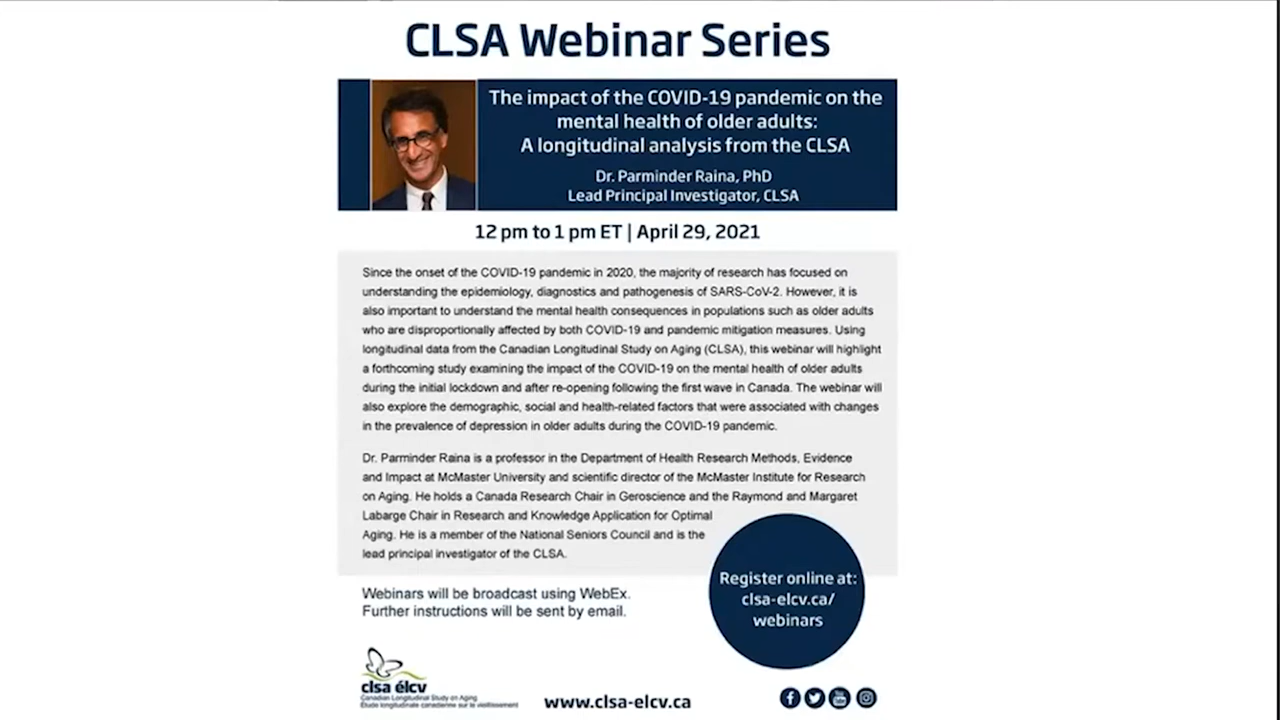 CLSA Webinar Series
The impact of the COVID-19 pandemic on the
mental health of older adults:
A longitudinal analysis from the CLSA
Dr. Parminder Raina, PhD
Lead Principal Investigator, CLSA
12 pm to 1 pm ET | April 29, 2021
Since the onset of the COVID-19 pandemic in 2020, the majority of research has focused on
understanding the epidemiology, diagnostics and pathogenesis of SARS-CoV-2. However, it is
also important to understand the mental health consequences in populations such as older adults
who are disproportionally affected by both COVID-19 and pandemic mitigation measures. Using
longitudinal data from the Canadian Longitudinal Study on Aging (CLSA), this webinar will highlight
a forthcoming study examining the impact of the COVID-19 on the mental health of older adults
during the initial lockdown and after re-opening following the first wave in Canada. The webinar will
also explore the demographic, social and health-related factors that were associated with changes
in the prevalence of depression in older adults during the COVID-19 pandemic.
Dr. Parminder Raina is a professor in the Department of Health Research Methods, Evidence
and Impact at McMaster University and scientific director of the McMaster Institute for Research
on Aging. He holds a Canada Research Chair in Geroscience and the Raymond and Margaret
Labarge Chair in Research and Knowledge Application for Optimal
Aging. He is a member of the National Seniors Council and is the
lead principal investigator of the CLSA.
Register online at:
clsa-elcv.ca/
webinars
Webinars will be broadcast using WebEx.
Further instructions will be sent by email.
clsa élcv
Canadian Longitudinal Study on Aging
Étude longitudinale canadienne sur le vieillissement
www.clsa-elcv.ca